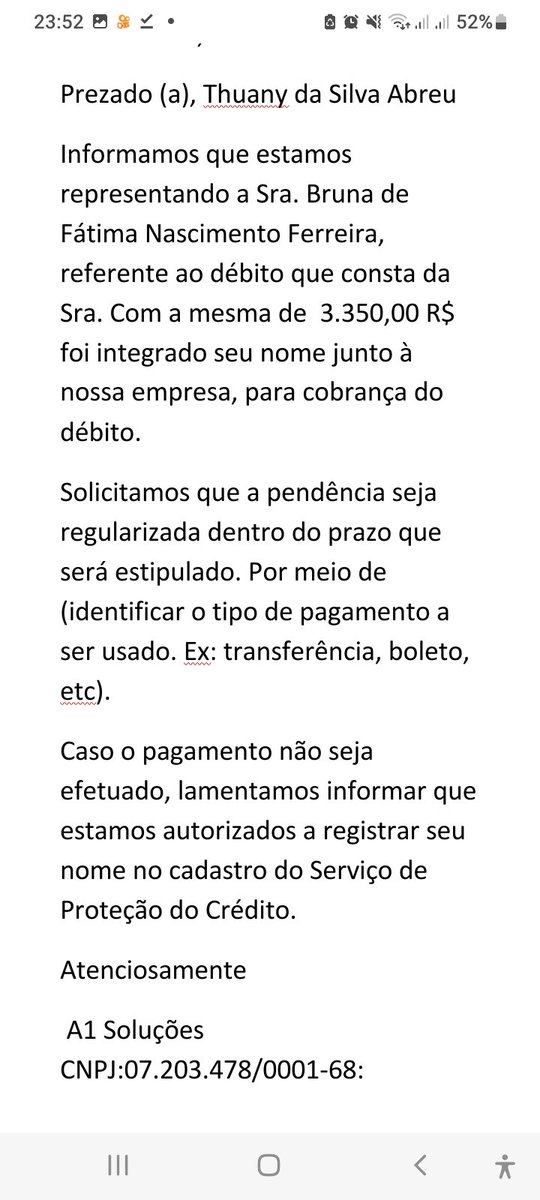 23:52
52%
Prezado (a), Thuany da Silva Abreu
Informamos que estamos
representando a Sra. Bruna de
Fátima Nascimento Ferreira,
referente ao débito que consta da
Sra. Com a mesma de  3.350,00 R$
foi integrado seu nome junto à
nossa empresa, para cobrança do
débito.
Solicitamos que a pendência seja
regularizada dentro do prazo que
será estipulado. Por meio de
(identificar o tipo de pagamento a
ser usado. Ex: transferência, boleto,
etc).
Caso o pagamento não seja
efetuado, lamentamos informar que
estamos autorizados a registrar seu
nome no cadastro do Serviço de
Proteção do Crédito.
Atenciosamente
A1 Soluções
CNPJ:07.203.478/0001-68: